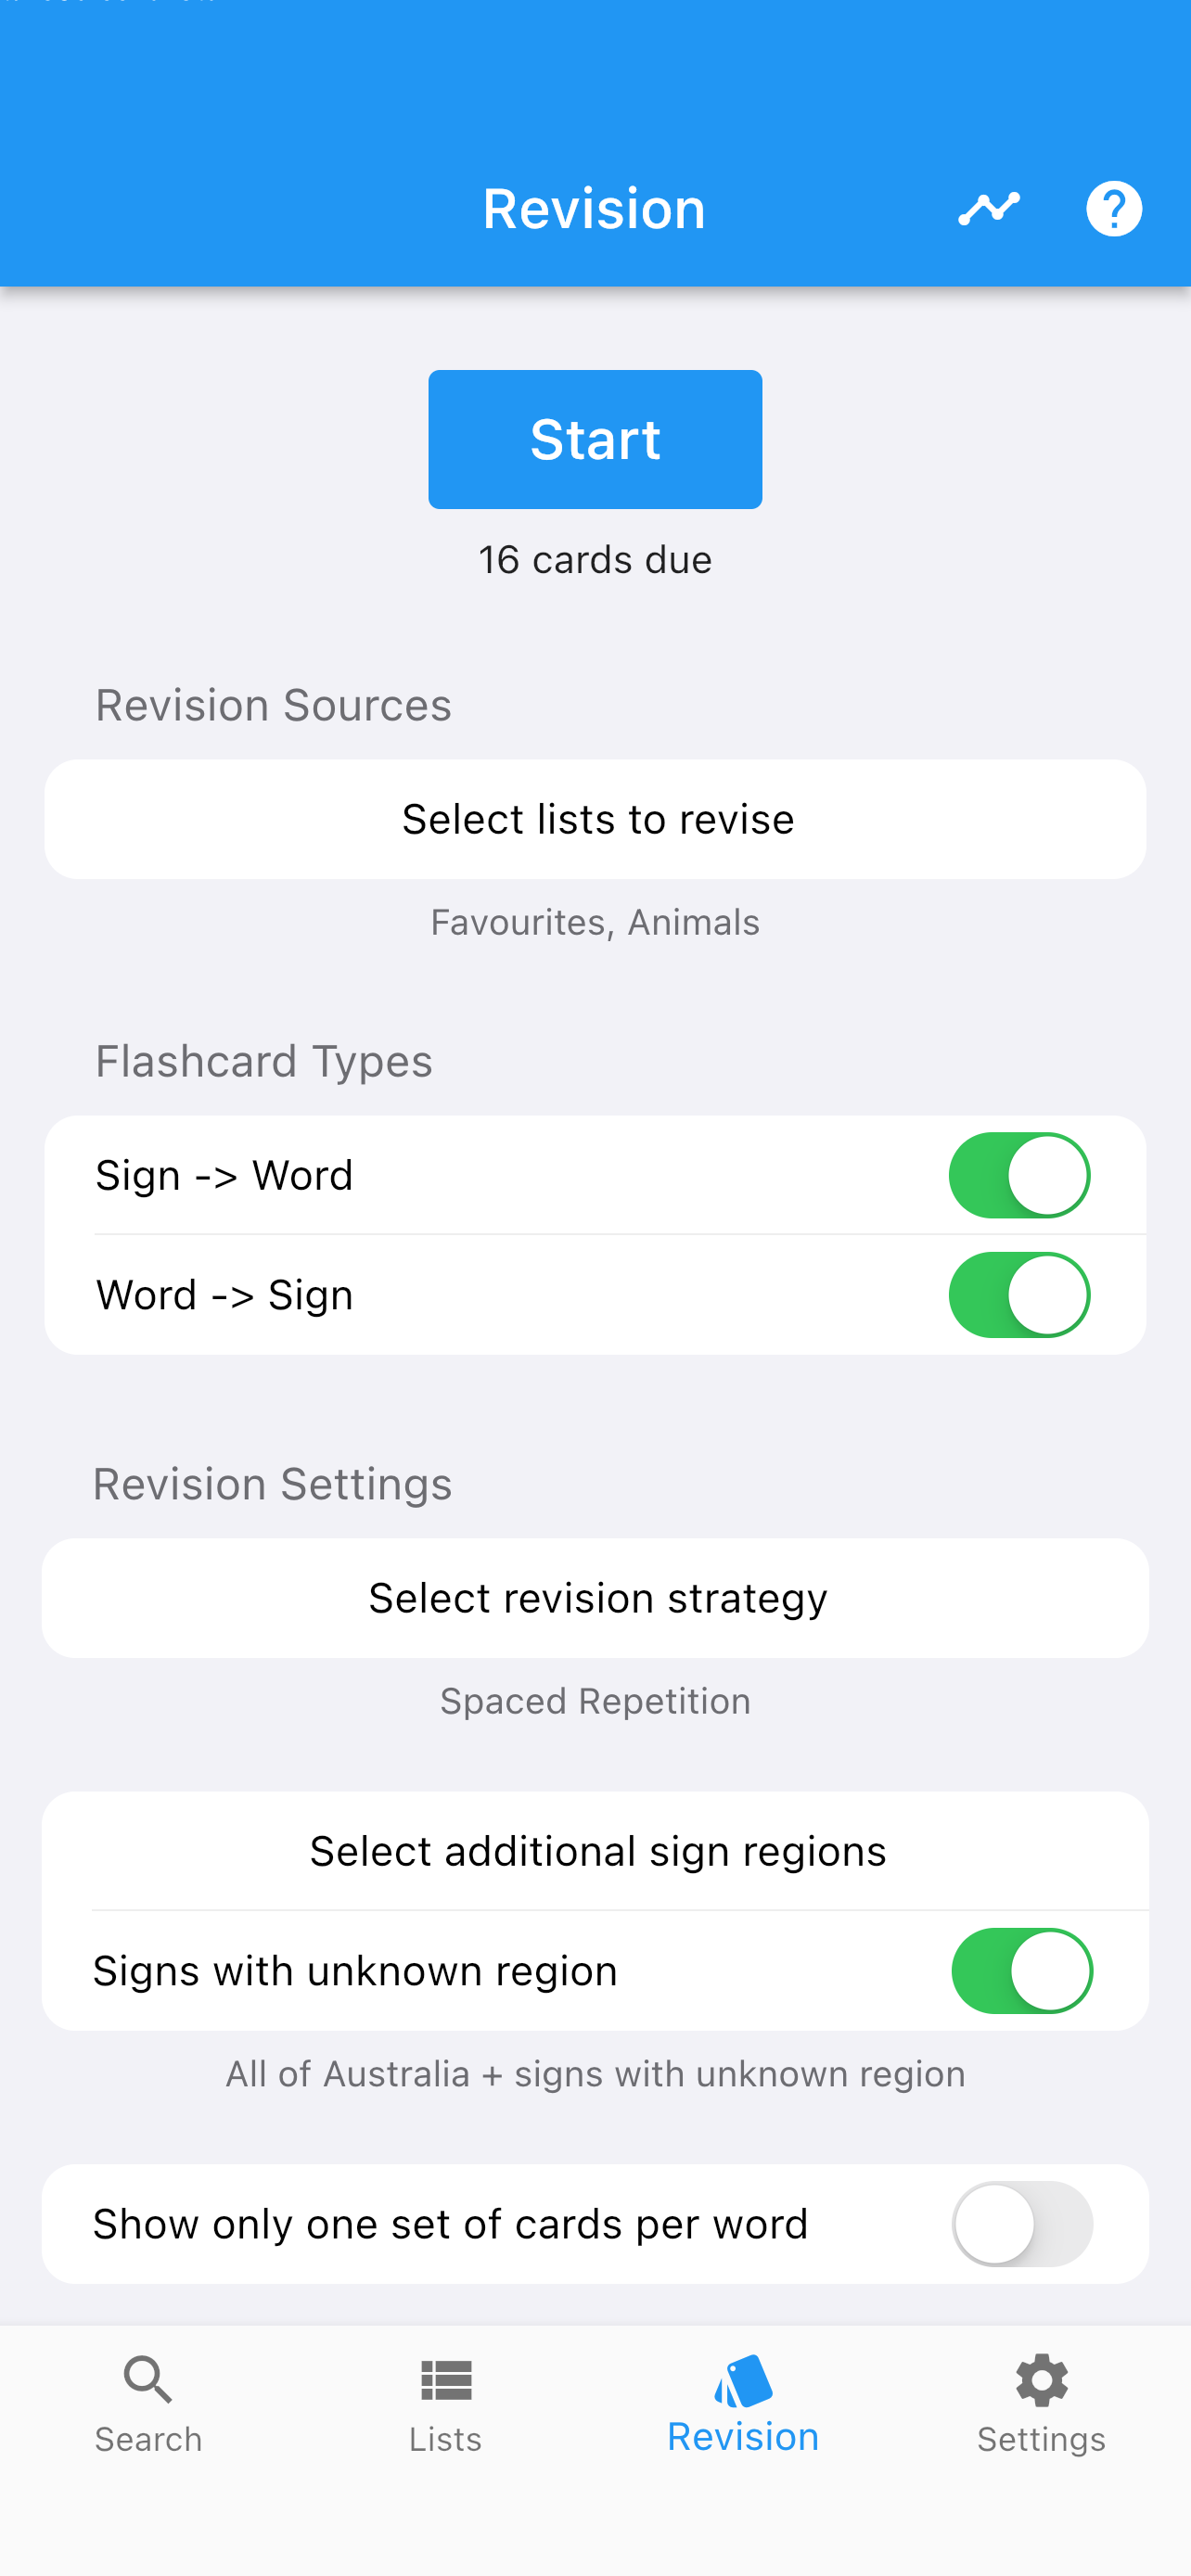 Revision
Start
16 cards due
Revision Sources
Select lists to revise
Favourites, Animals
Flashcard Types
Sign -> Word
Word -> Sign
Revision Settings
Select revision strategy
Spaced Repetition
Select additional sign regions
Signs with unknown region
All of Australia + signs with unknown region
Show only one set of cards per word
Search
Lists
Revision
Settings